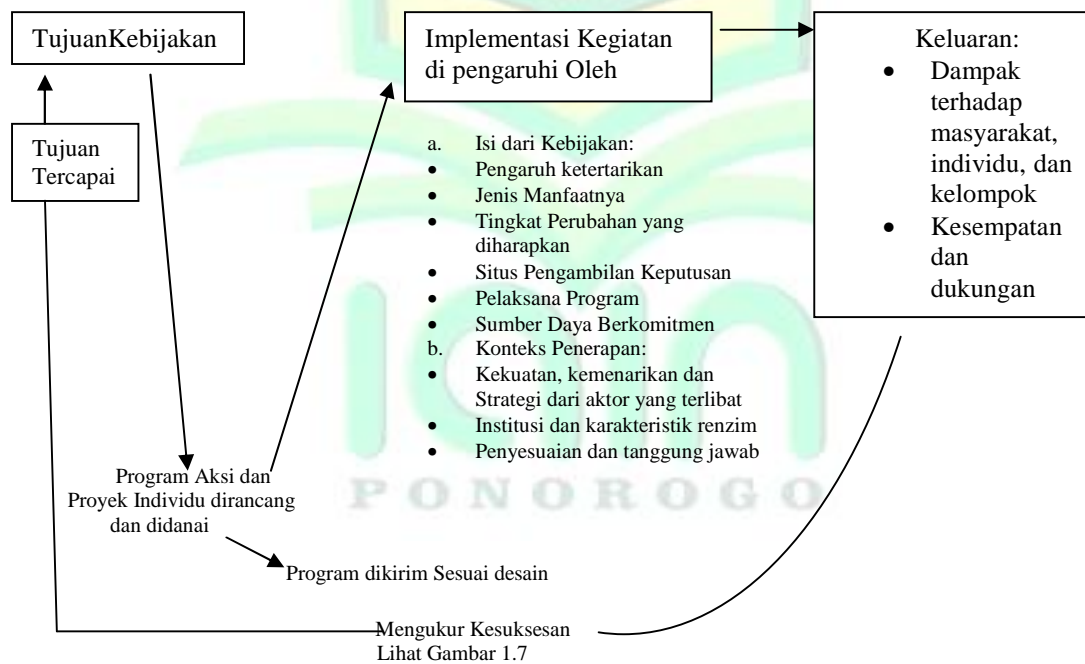 TujuanKebijakan
Tujuan
Tercapai
Program Aksi dan
Proyek Individu dirancang
dan didanai
Program dikirim Sesuai desain
Implementasi Kegiatan
di pengaruhi Oleh
a. Isi dari Kebijakan:
• Pengaruh ketertarikan
• Jenis Manfaatnya
• Tingkat Perubahan yang
diharapkan
• Situs Pengambilan Keputusan
• Pelaksana Program
• Sumber Daya Berkomitmen
b. Konteks Penerapan:
• Kekuatan, kemenarikan dan
Strategi dari aktor yang terlibat
• Institusi dan karakteristik renzim
• Penyesuaian dan tanggung jawab
Keluaran:
• Dampak
terhadap
masyarakat,
individu, dan
kelompok
• Kesempatan
dan
dukungan
Mengukur Kesuksesan
Lihat Gambar 1.7
iain
PONOROGO